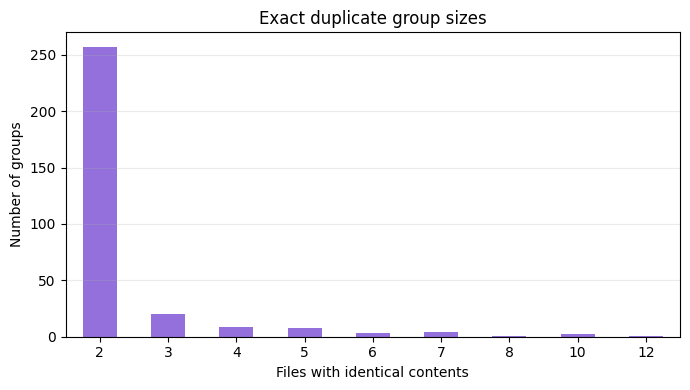 Exact duplicate group sizes
Number of groups
250
200
150
100
50
0
2 3 4 5 6 7 8 10 12
Files with identical contents